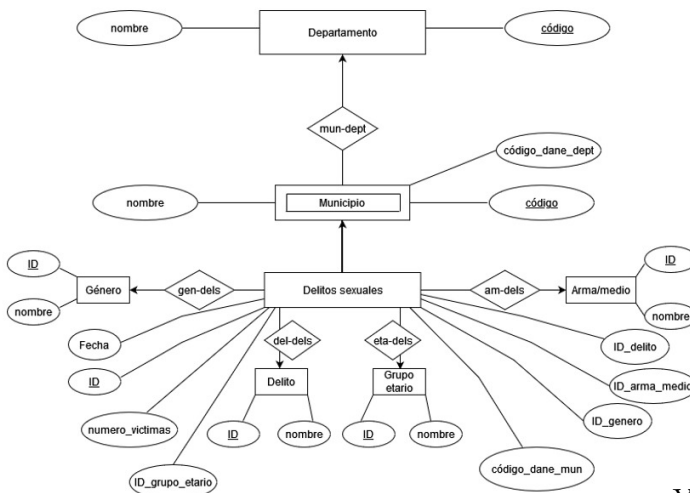 nombre
Departamento
código
mun-dept
código_dane_dept
nombre
Municipio
código
ID
Género
gen-dels
Delitos sexuales
am-dels
Arma/medio
ID
nombre
nombre
Fecha
del-dels
eta-dels
ID_delito
ID
Delito
Grupo
etario
ID_arma_medio
numero_victimas
ID
nombre
ID
nombre
ID_genero
ID_grupo_etario
código_dane_mun